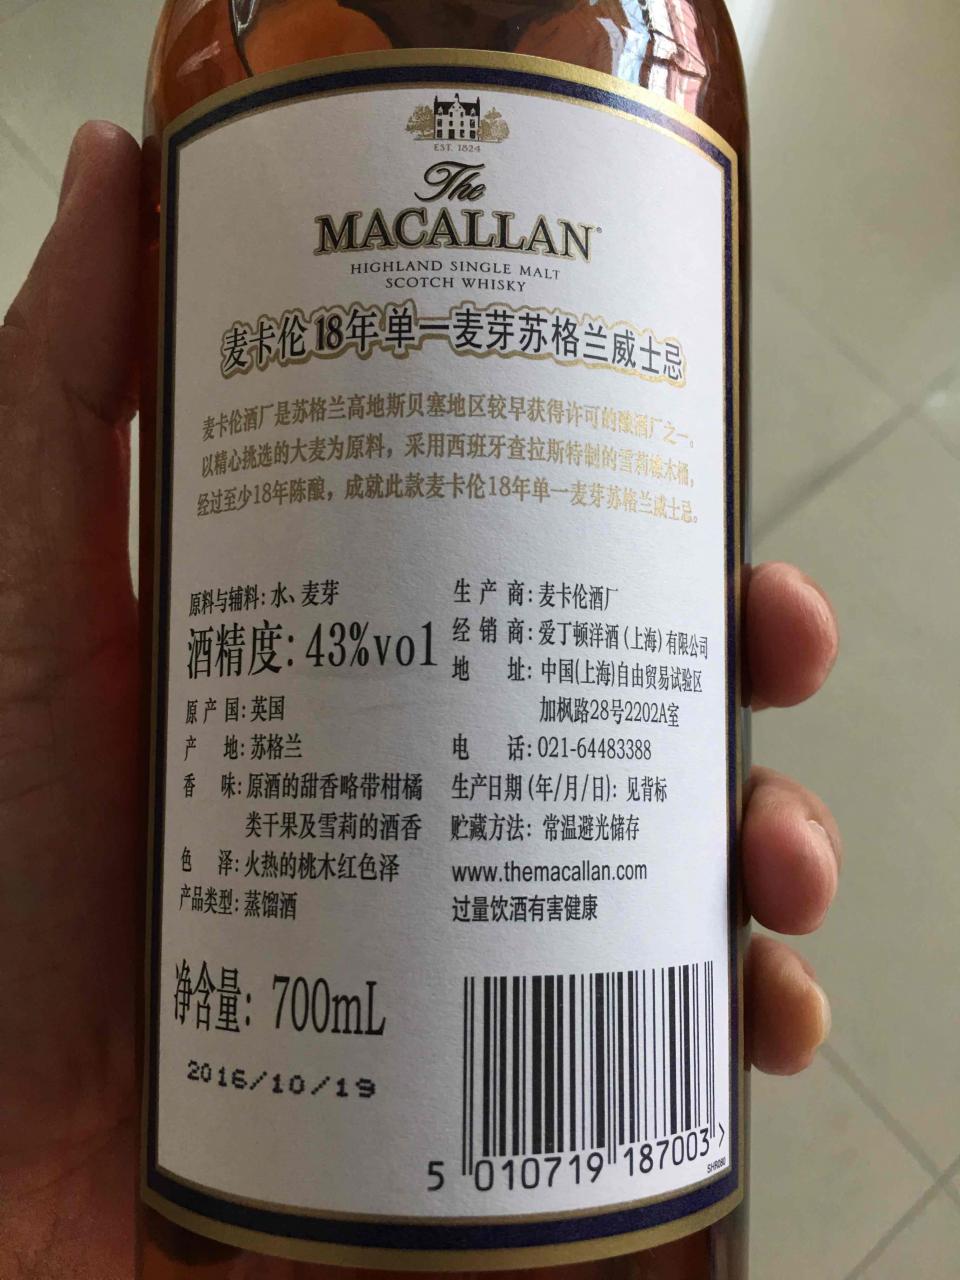 EST. 1824
The
MACALLAN®
HIGHLAND SINGLE MALT
SCOTCH WHISKY
麦卡伦18年单一麦芽苏格兰威士忌
麦卡伦酒厂是苏格兰高地斯贝塞地区较早获得许可的酿酒厂之一。
以精心挑选的大麦为原料，采用西班牙查拉斯特制的雪莉橡木桶，
经过至少18年陈酿，成就此款麦卡伦18年单一麦芽苏格兰威士忌。
原料与辅料：水、麦芽
酒精度：43%vol
原产国：英国
产地：苏格兰
香味：原酒的甜香略带柑橘
类干果及雪莉的酒香
色泽：火热的桃木红色泽
产品类型：蒸馏酒
生产商：麦卡伦酒厂
经销商：爱丁顿洋酒(上海)有限公司
地址：中国(上海)自由贸易试验区
加枫路28号2202A室
电话：021-64483388
生产日期(年/月/日)：见背标
贮藏方法：常温避光储存
www.themacallan.com
过量饮酒有害健康
净含量：700mL
2016/10/19
5 010719 187003 >
SHR080